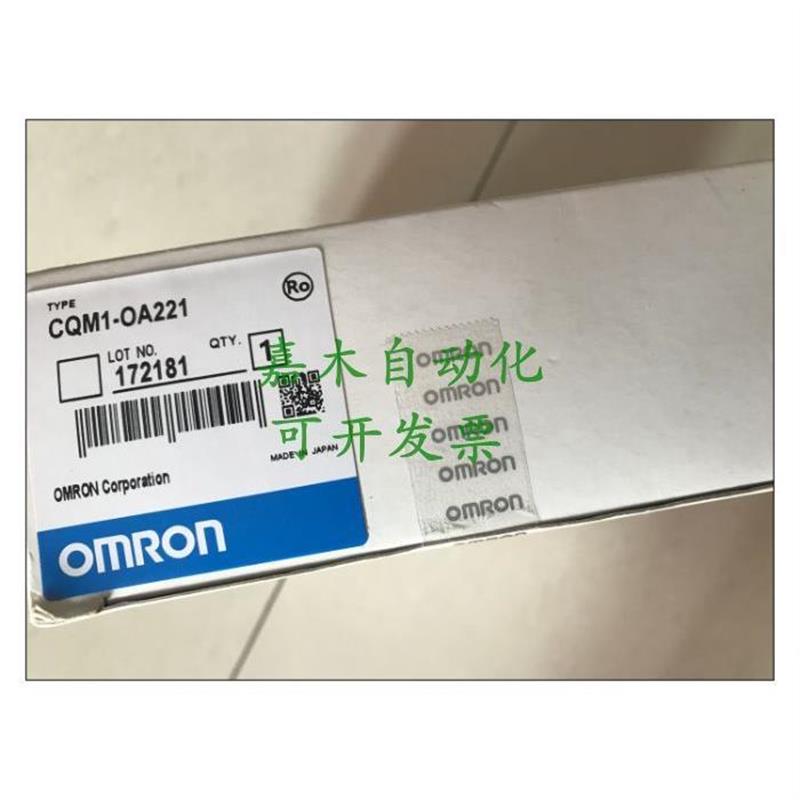 Ro
TYPE
CQM1-OA221
LOT NO.
QTY.
1
172181
MADE IN JAPAN
OMRON Corporation
OMRON
嘉木自动化
可开发票
OMRON
OMRON
OMRON
OMRON
OMRON